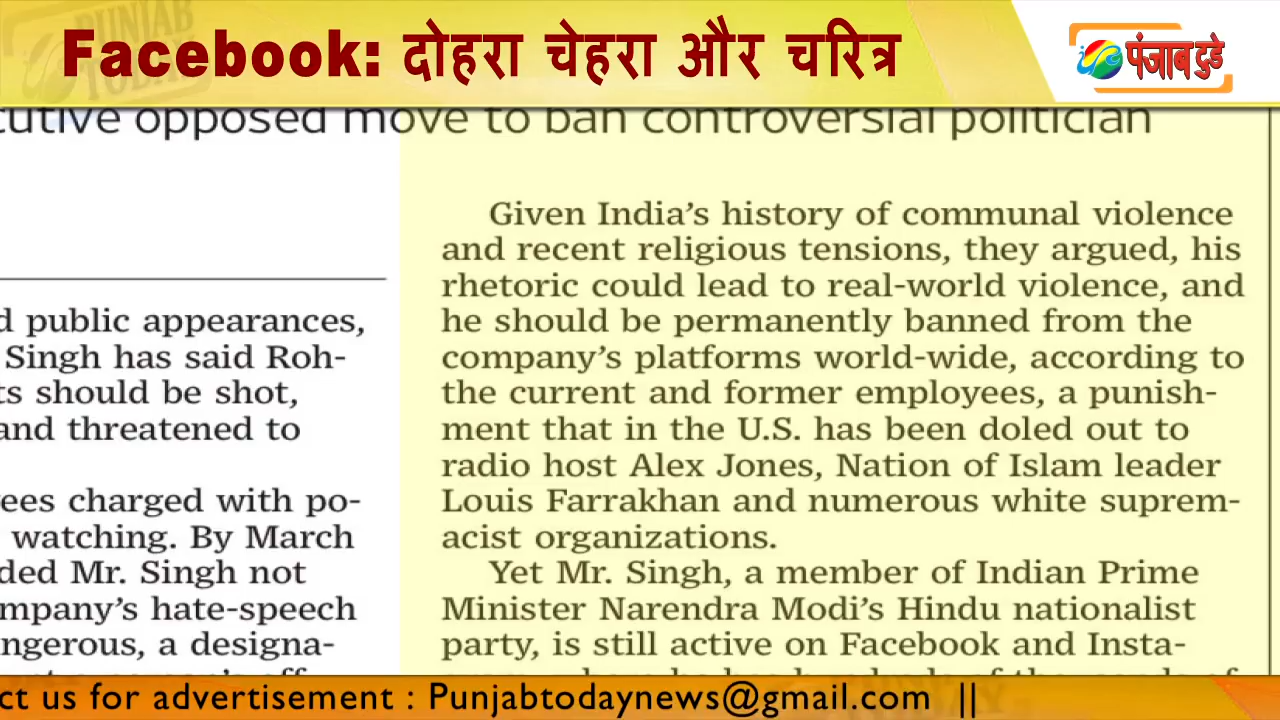 Facebook: दोहरा चेहरा और चरित्र
पंजाब टुडे
cutive opposed move to ban controversial politician
d public appearances,
Singh has said Roh-
ts should be shot,
and threatened to
ees charged with po-
watching. By March
ded Mr. Singh not
mpany's hate-speech
ngerous, a designa-
Given India's history of communal violence
and recent religious tensions, they argued, his
rhetoric could lead to real-world violence, and
he should be permanently banned from the
company's platforms world-wide, according to
the current and former employees, a punish-
ment that in the U.S. has been doled out to
radio host Alex Jones, Nation of Islam leader
Louis Farrakhan and numerous white suprem-
acist organizations.
Yet Mr. Singh, a member of Indian Prime
Minister Narendra Modi's Hindu nationalist
party, is still active on Facebook and Insta-
ct us for advertisement : Punjabtodaynews@gmail.com ||